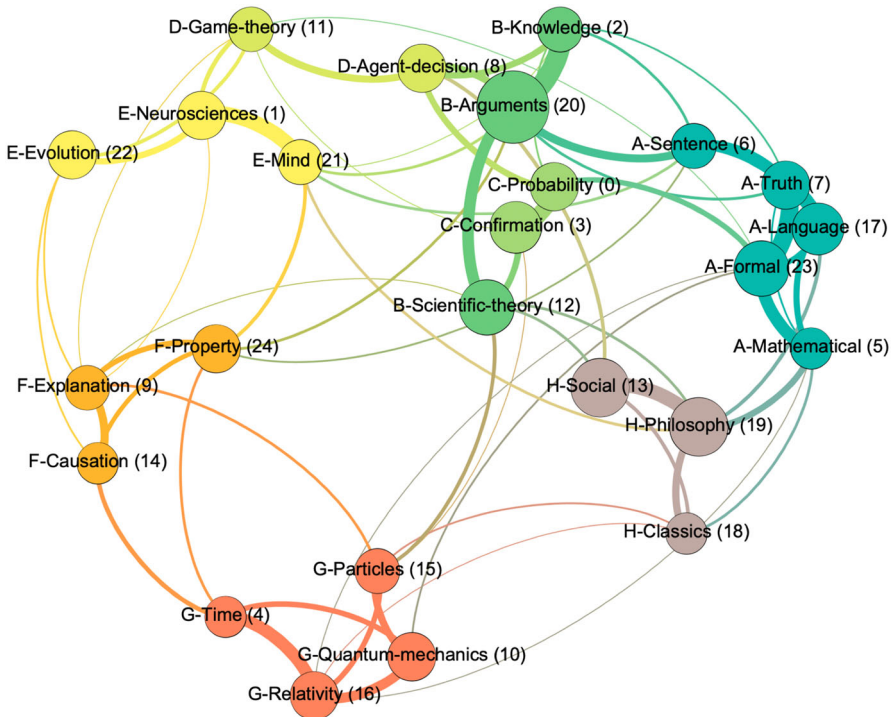 D-Game-theory (11)
B-Knowledge (2)
D-Agent-decision (8)
B-Arguments (20)
E-Neurosciences (1)
E-Evolution (22)
E-Mind (21)
A-Sentence (6)
C-Probability (0)
A-Truth (7)
A-Language (17)
C-Confirmation (3)
A-Formal (23)
B-Scientific-theory (12)
F-Property (24)
A-Mathematical (5)
F-Explanation (9)
H-Social (13)
H-Philosophy (19)
F-Causation (14)
H-Classics (18)
G-Particles (15)
G-Time (4)
G-Quantum-mechanics (10)
G-Relativity (16)